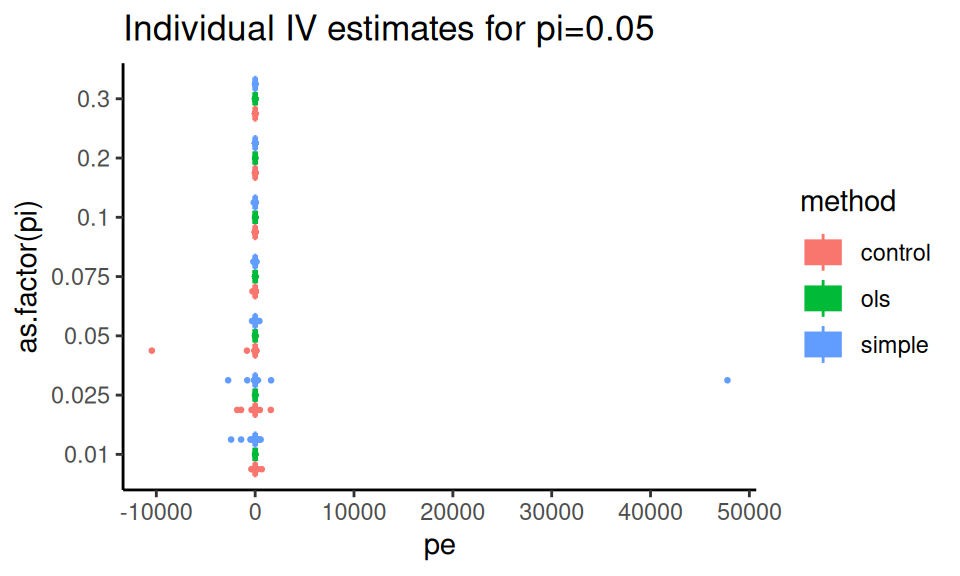 Individual IV estimates for pi=0.05
as.factor(pi)
0.3
0.2
0.1
0.075
0.05
0.025
0.01
-10000 0 10000 20000 30000 40000 50000
pe
method
control
ols
simple